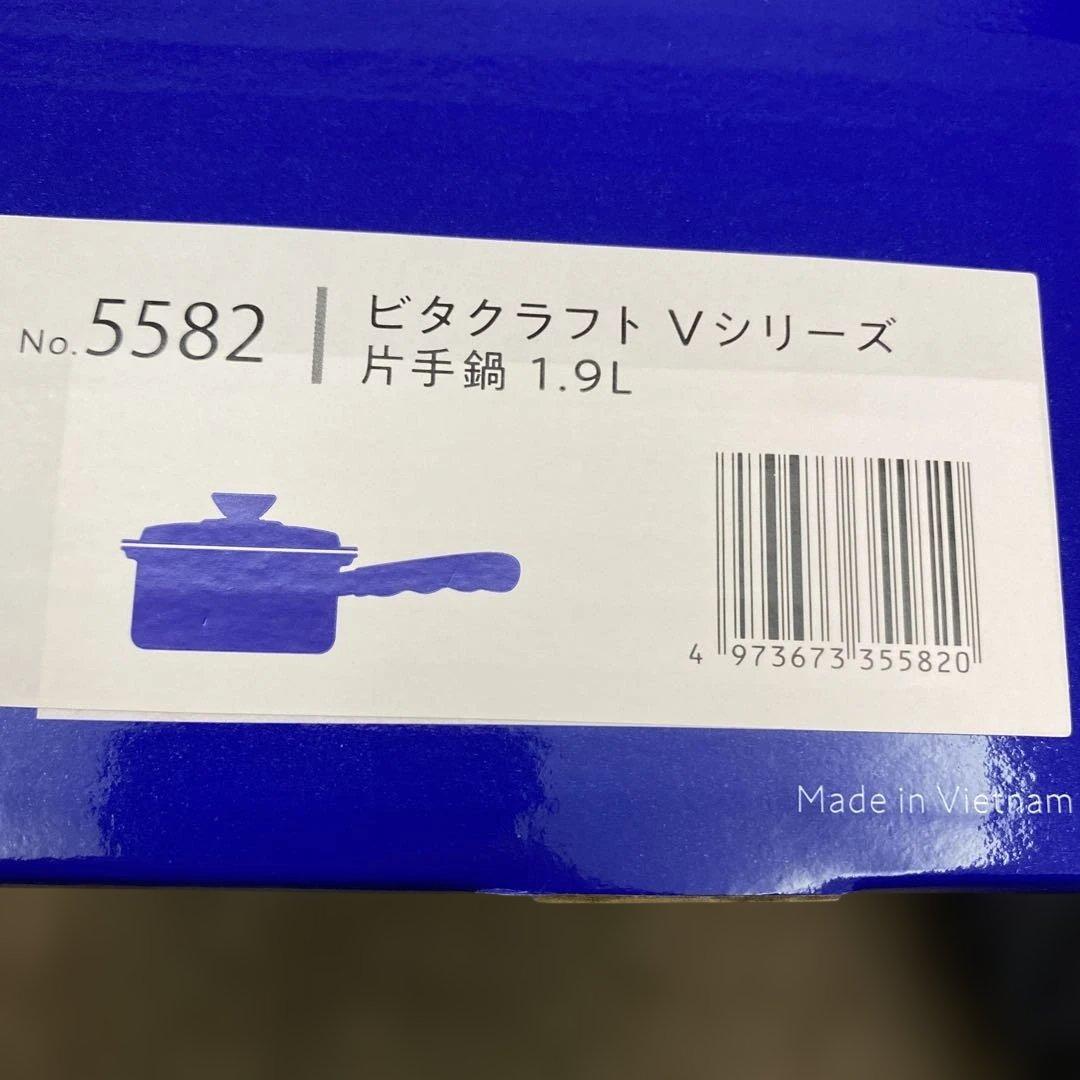 No.5582
ビタクラフト Vシリーズ
片手鍋 1.9L
4 973673 355820
Made in Vietnam